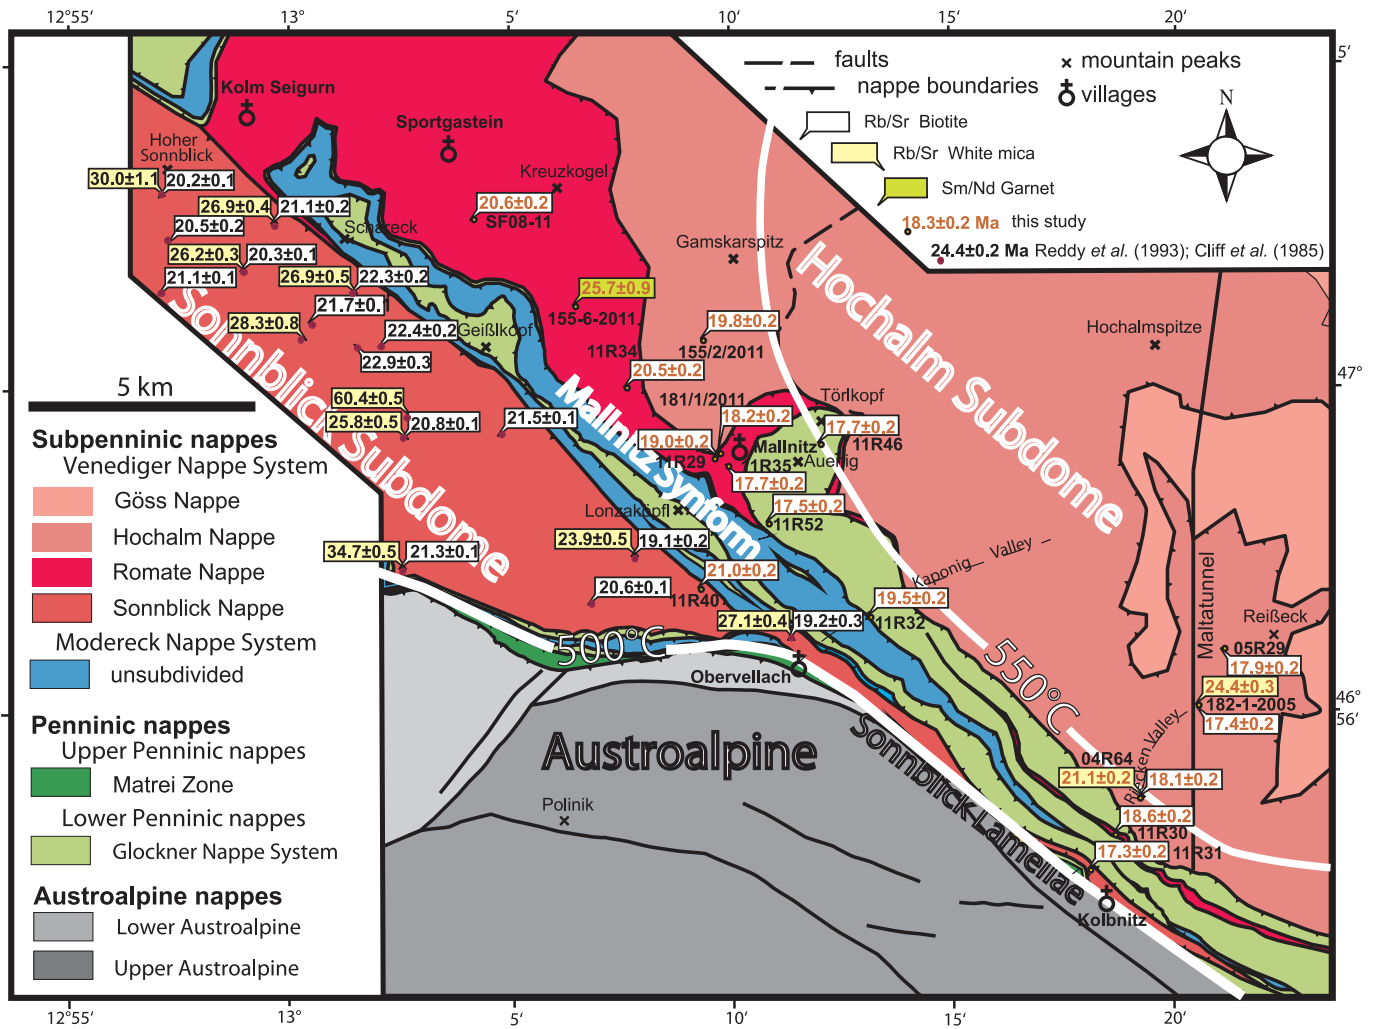 12°55‘
13°
5‘
10‘
15‘
20‘
5‘
faults
nappe boundaries
mountain peaks
villages
Rb/Sr Biotite
Rb/Sr White mica
Sm/Nd Garnet
18.3±0.2 Ma this study
24.4±0.2 Ma Reddy et al. (1993); Cliff et al. (1985)
N
Kolm Seigurn
Sportgastein
Hoher
Sonnblick
Kreuzkogel
30.0±1.1
20.2±0.1
20.6±0.2
SF08-11
26.9±0.4
21.1±0.2
20.5±0.2
Schareck
Gamskarspitz
26.2±0.3
20.3±0.1
21.1±0.1
26.9±0.5
22.3±0.2
25.7±0.9
155-6-2011
21.7±0.1
28.3±0.8
22.4±0.2
Geißlkopf
22.9±0.3
19.8±0.2
155/2/2011
Hochalmspitze
11R34
20.5±0.2
47°
5 km
60.4±0.5
25.8±0.5
20.8±0.1
21.5±0.1
181/1/2011
18.2±0.2
Törlkopf
17.7±0.2
11R46
19.0±0.2
11R29
Mallnitz
11R35
Auernig
17.7±0.2
17.5±0.2
11R52
Lonzaköpfl
Sonnblick Subdome
Mallnitz Synform
Hochalm Subdome
34.7±0.5
21.3±0.1
23.9±0.5
19.1±0.2
21.0±0.2
11R40
20.6±0.1
27.1±0.4
19.2±0.3
19.5±0.2
11R32
Kaponig Valley
Maltatunnel
Reißeck
05R29
17.9±0.2
24.4±0.3
182-1-2005
17.4±0.2
46°
56‘
500°C
550°C
Obervellach
Austroalpine
Sonnblick-Lamellae
Polinik
04R64
21.1±0.2
18.1±0.2
18.6±0.2
11R30
17.3±0.2
11R31
Kolbnitz
Subpenninic nappes
Venediger Nappe System
Göss Nappe
Hochalm Nappe
Romate Nappe
Sonnblick Nappe
Modereck Nappe System
unsubdivided
Penninic nappes
Upper Penninic nappes
Matrei Zone
Lower Penninic nappes
Glockner Nappe System
Austroalpine nappes
Lower Austroalpine
Upper Austroalpine
12°55‘
13°
5‘
10‘
15‘
20‘